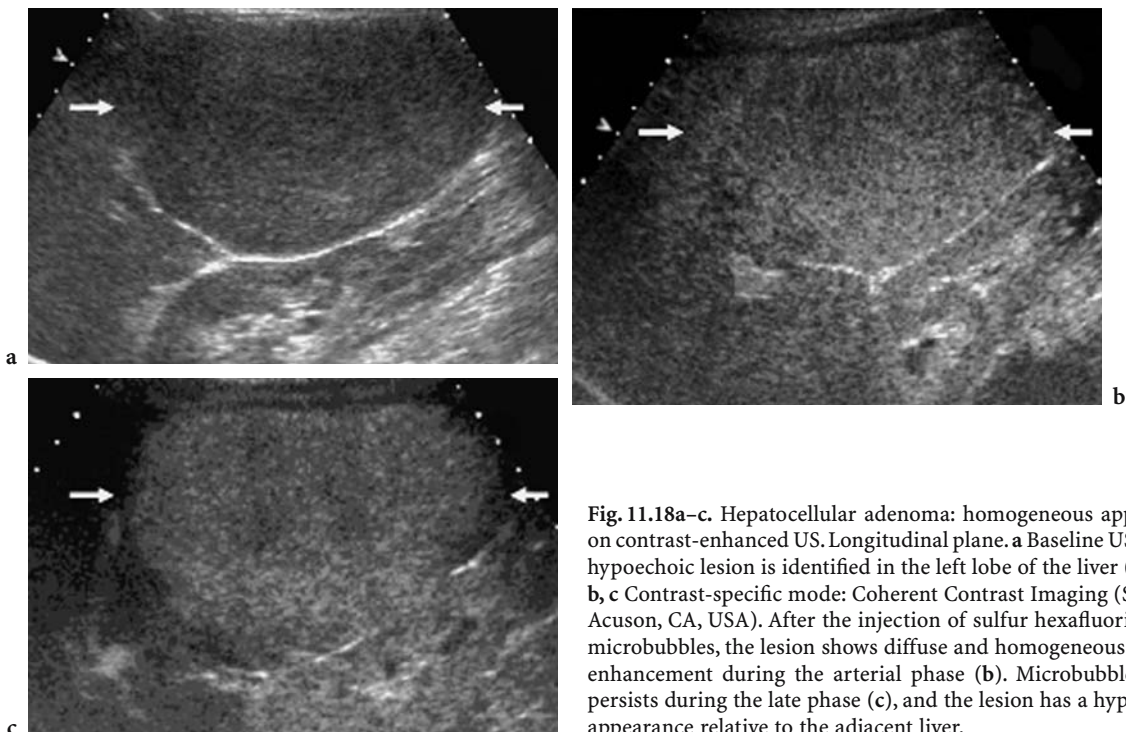 a
b
c
Fig. 11.18a–c. Hepatocellular adenoma: homogeneous app
on contrast-enhanced US. Longitudinal plane. a Baseline US
hypoechoic lesion is identified in the left lobe of the liver (
b, c Contrast-specific mode: Coherent Contrast Imaging (S
Acuson, CA, USA). After the injection of sulfur hexafluori
microbubbles, the lesion shows diffuse and homogeneous
enhancement during the arterial phase (b). Microbubble
persists during the late phase (c), and the lesion has a hyp
appearance relative to the adjacent liver.